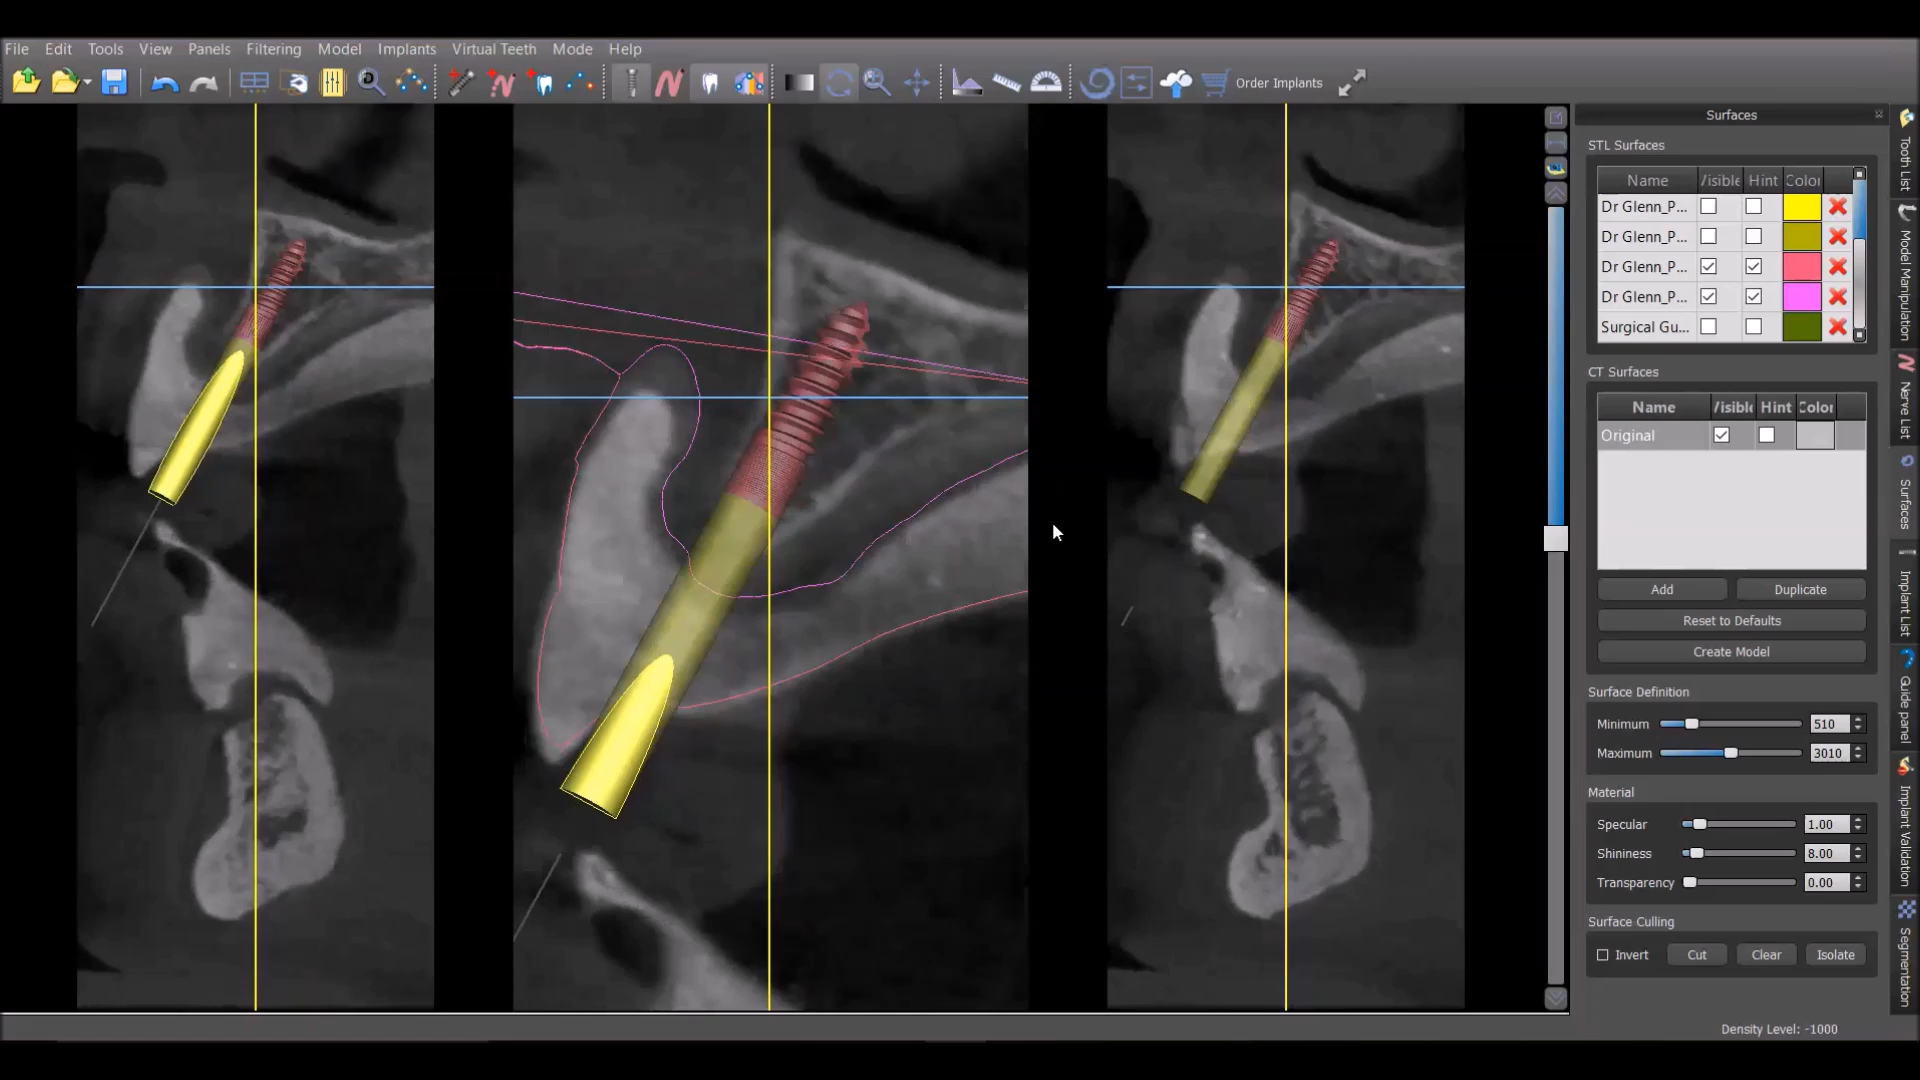 File Edit Tools View Panels Filtering Model Implants Virtual Teeth Mode Help
Order Implants
Surfaces
STL Surfaces
Name Visible Hint Color
Dr Glenn_P...
Dr Glenn_P...
Dr Glenn_P...
Dr Glenn_P...
Surgical Gu...
CT Surfaces
Name Visible Hint Color
Original
Add Duplicate
Reset to Defaults
Create Model
Surface Definition
Minimum 510
Maximum 3010
Material
Specular 1.00
Shininess 8.00
Transparency 0.00
Surface Culling
Invert Cut Clear Isolate
Density Level: -1000
Tooth List
Model Manipulation
Nerve List
Surfaces
Implant List
Guide panel
Implant Validation
Segmentation